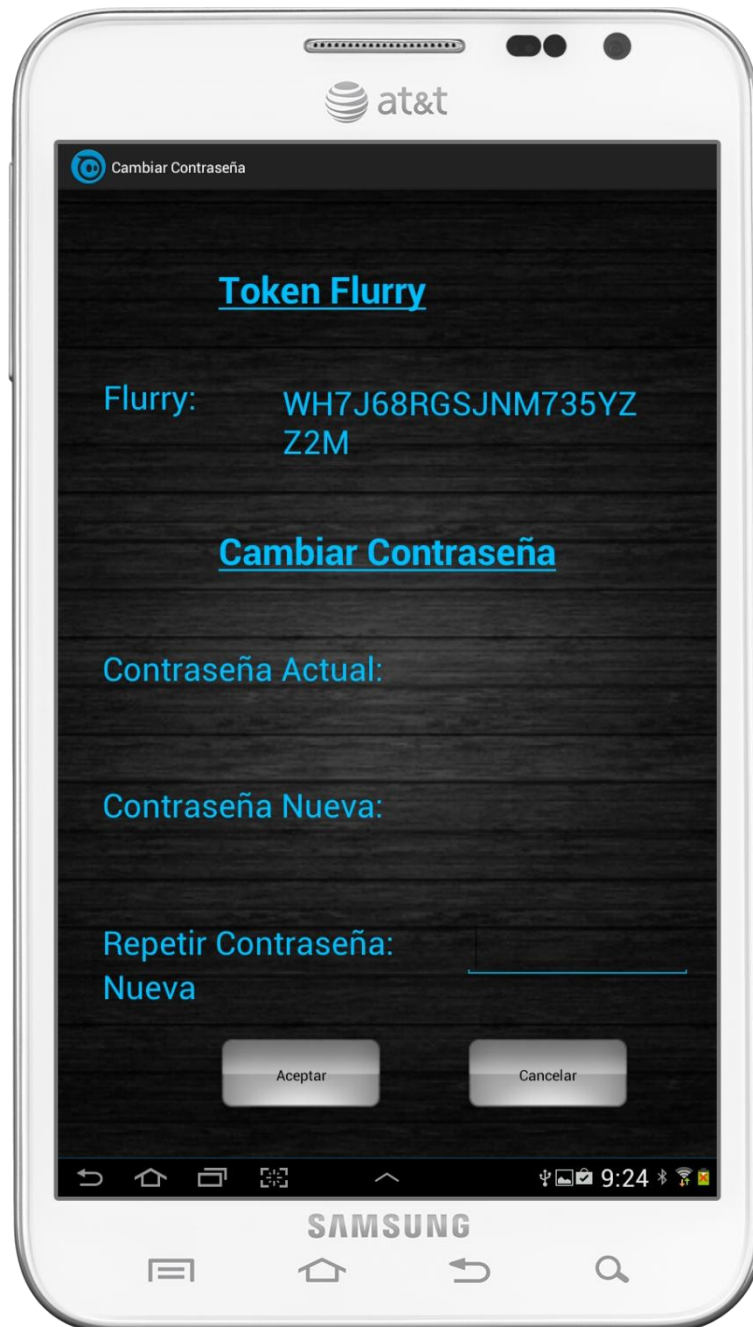 at&t
Cambiar Contraseña
Token Flurry
Flurry:
WH7J68RGSJNM735YZ
Z2M
Cambiar Contraseña
Contraseña Actual:
Contraseña Nueva:
Repetir Contraseña:
Nueva
Aceptar
Cancelar
9:24
SAMSUNG